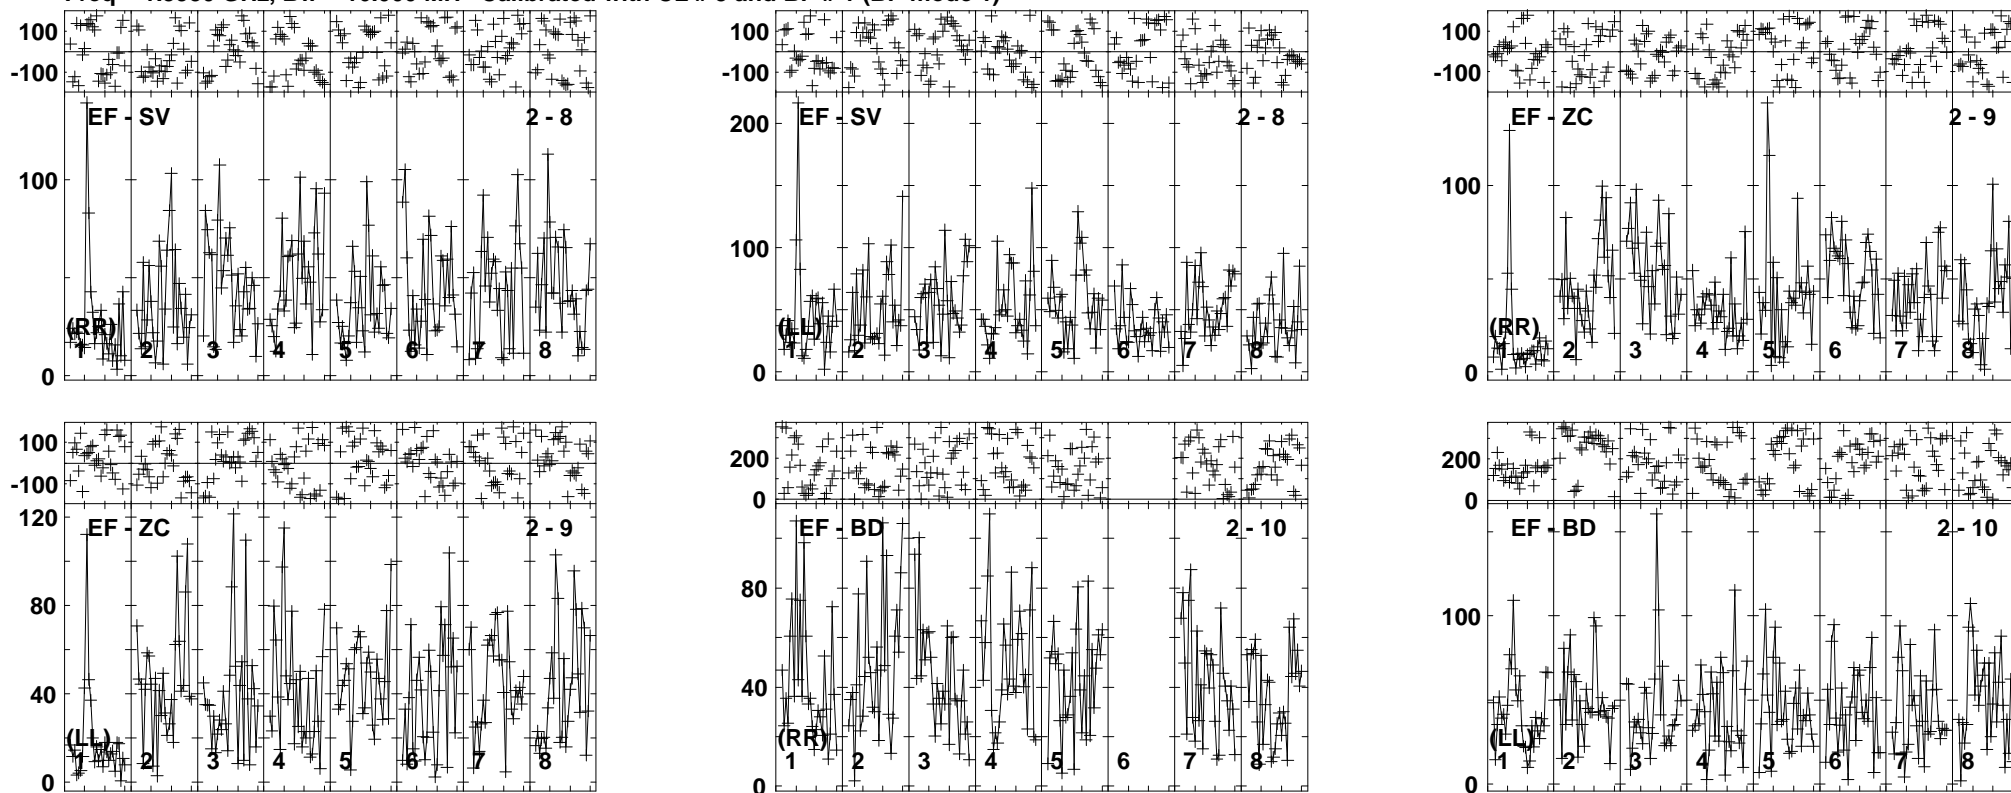 100 100 100
-100 -100 -100
EF - SV 2 - 8 EF - SV 2 - 8 EF - ZC 2 - 9
200
100 100 100
(RR) (LL) (RR)
1 2 3 4 5 6 7 8 1 2 3 4 5 6 7 8 1 2 3 4 5 6 7 8
0 0 0
100 200 200
-100 0 0
120 EF - ZC 2 - 9 EF - BD 2 - 10 EF - BD 2 - 10
80 80 100
40 40
(LL) (RR) (LL)
1 2 3 4 5 6 7 8 1 2 3 4 5 6 7 8 1 2 3 4 5 6 7 8
0 0 0